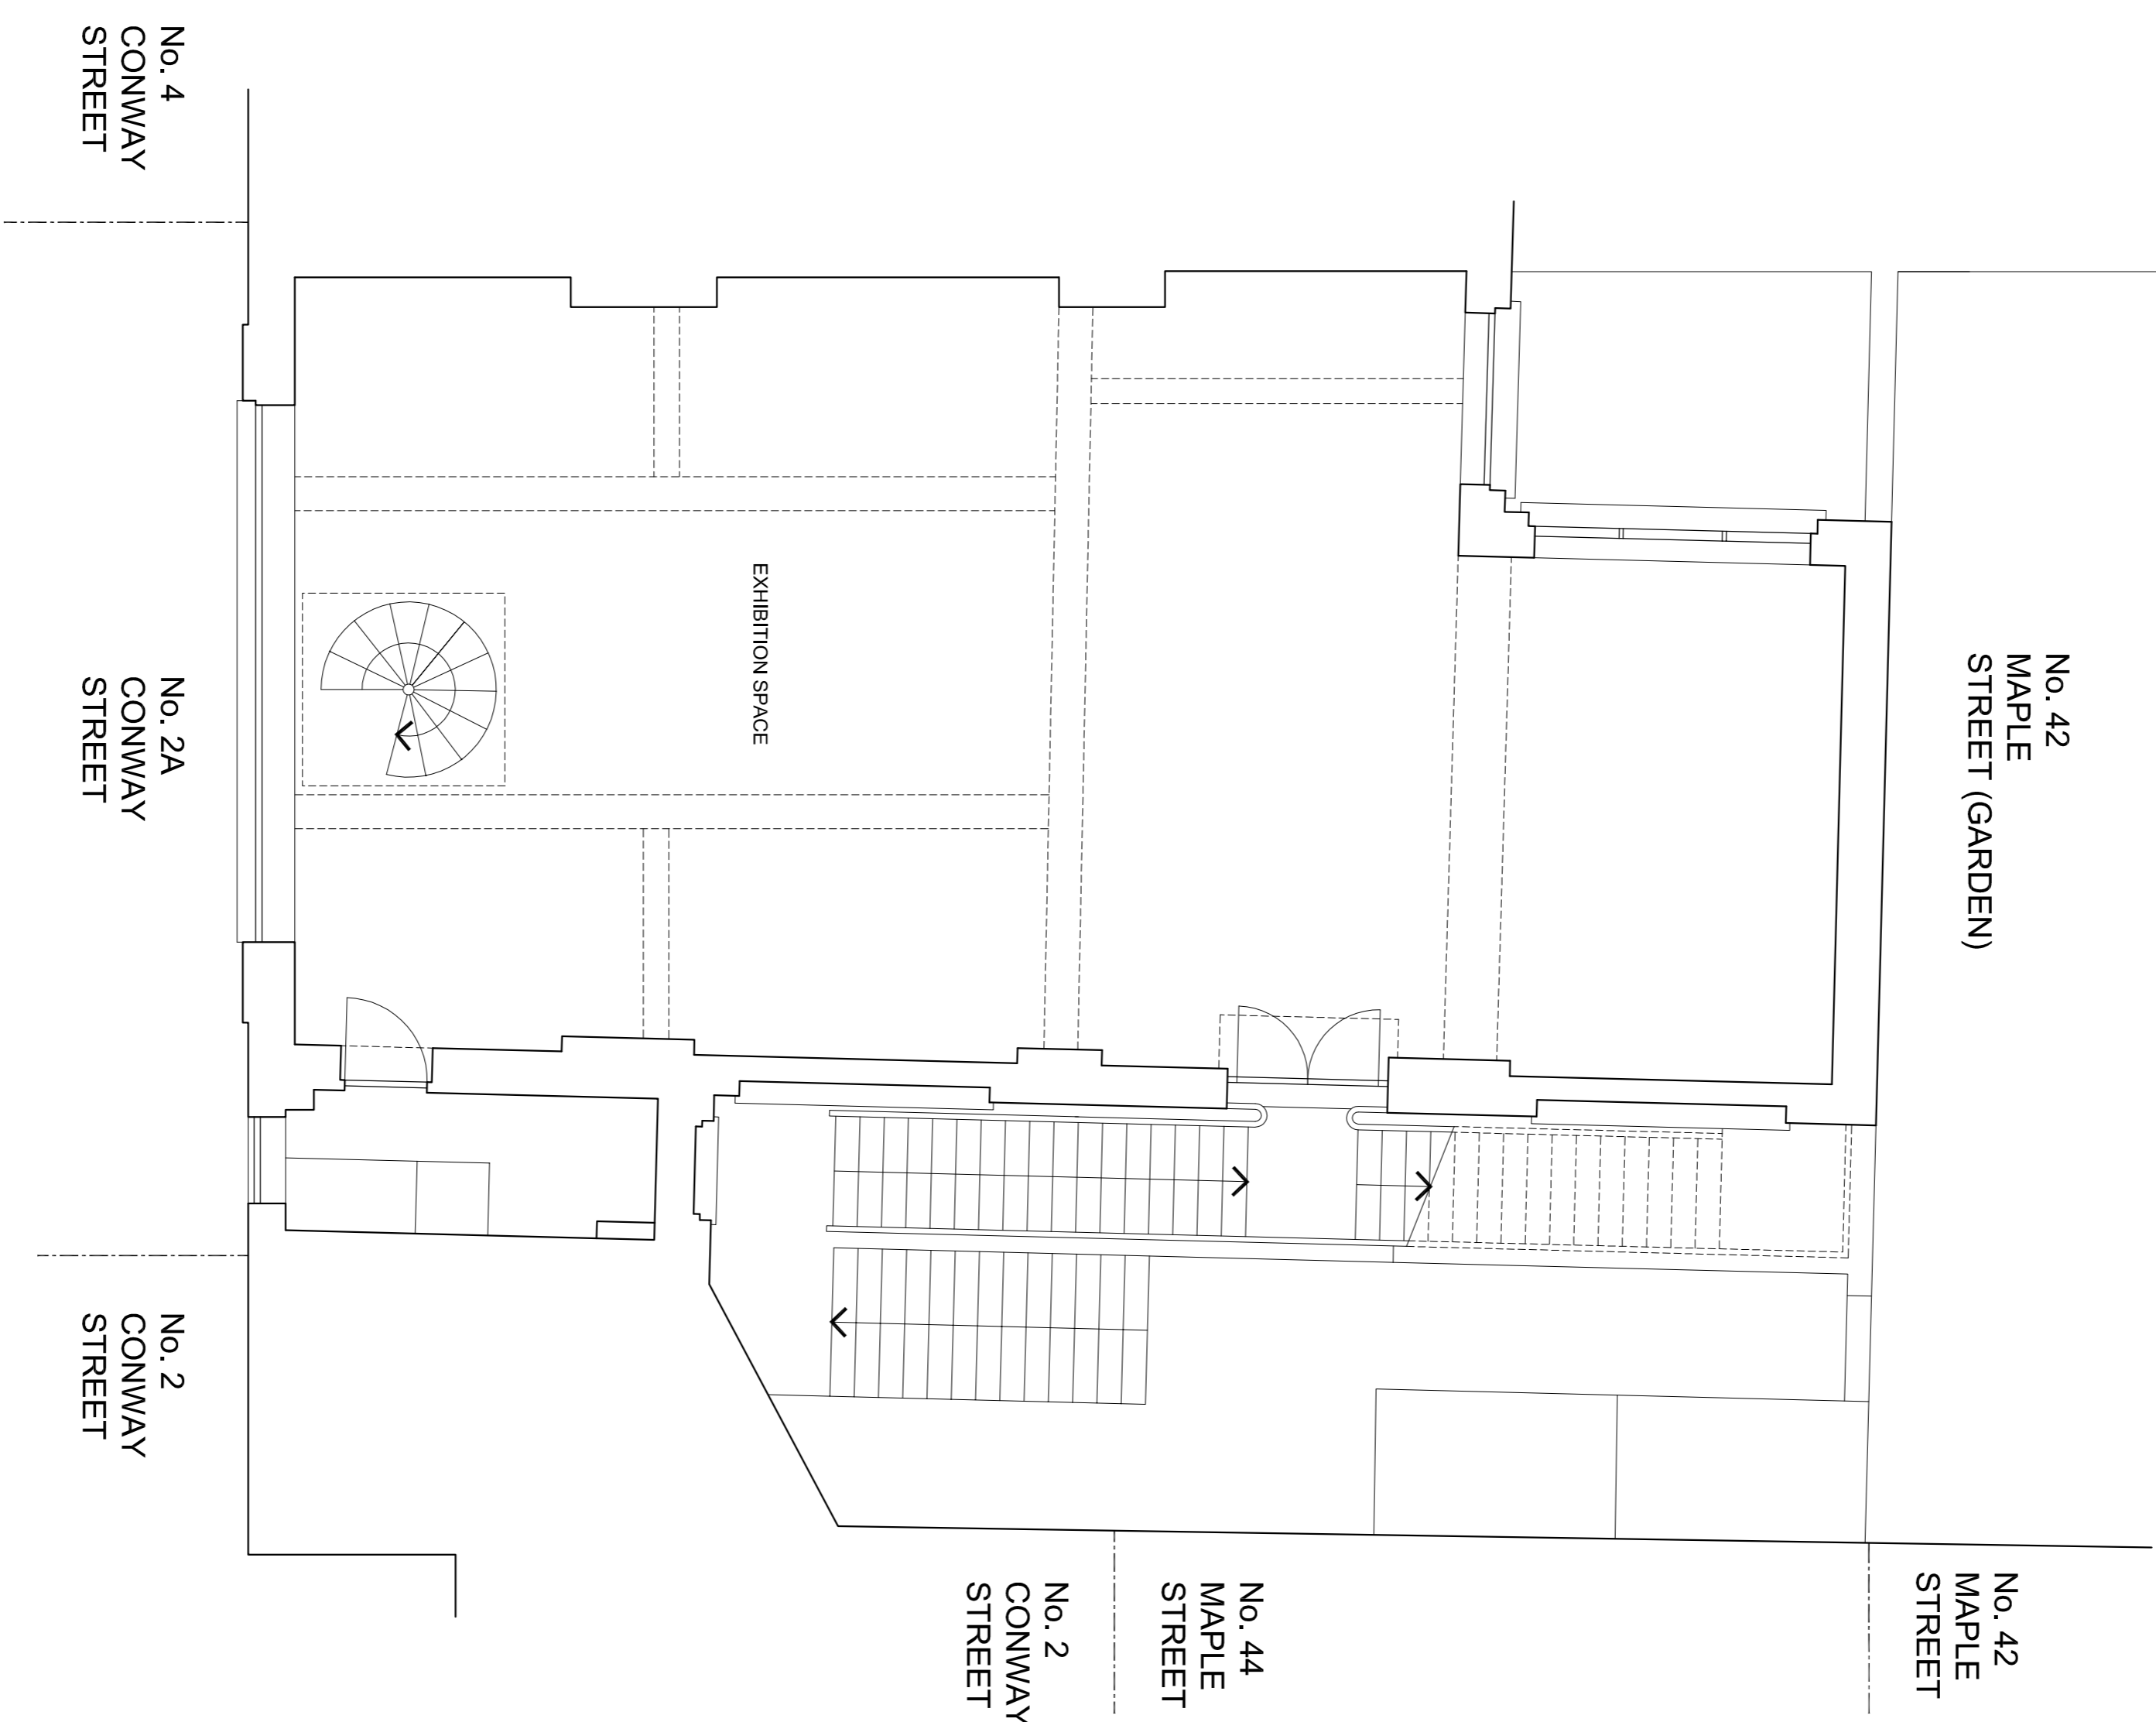 No. 4
CONWAY
STREET
No. 2A
CONWAY
STREET
No. 2
CONWAY
STREET
EXHIBITION SPACE
No. 42
MAPLE
STREET (GARDEN)
No. 2
CONWAY
STREET
No. 44
MAPLE
STREET
No. 42
MAPLE
STREET